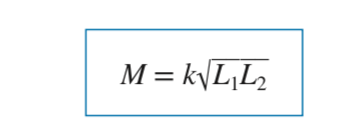 M = k√L₁L₂